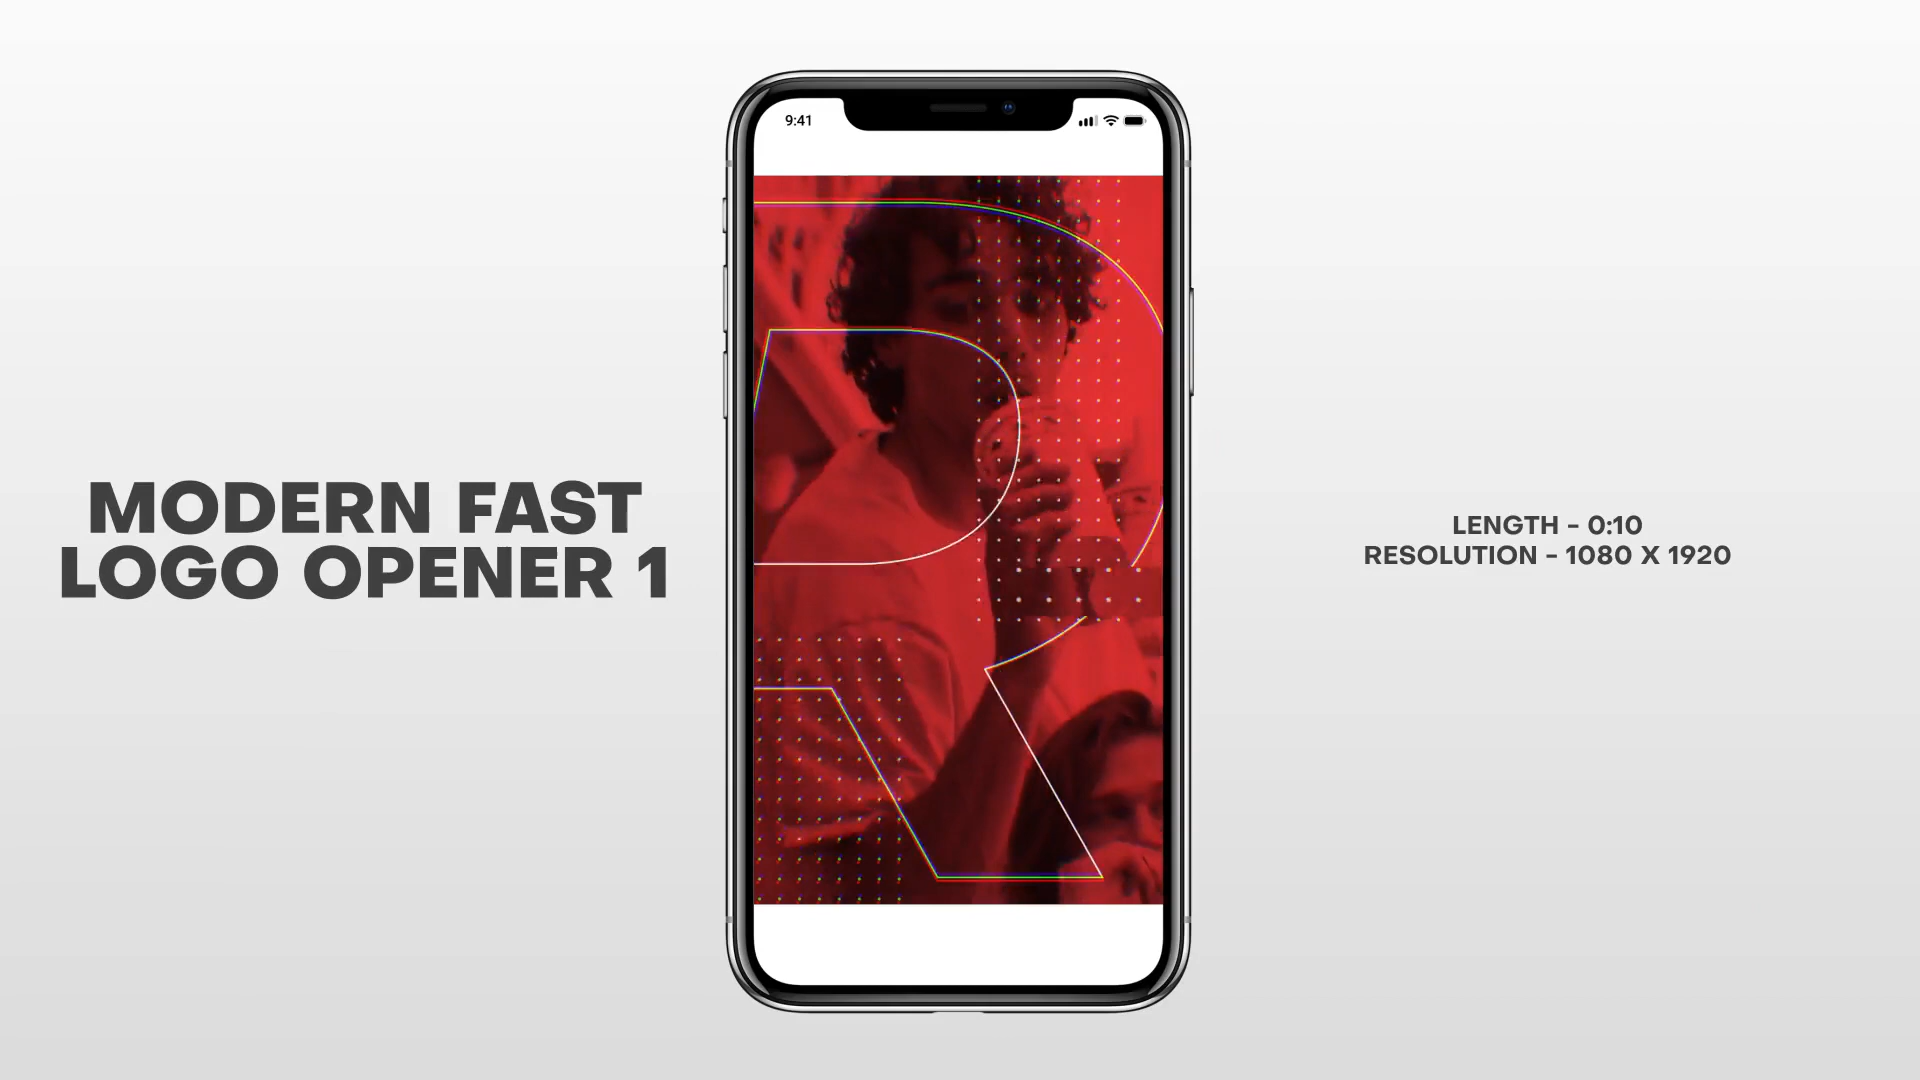 MODERN FAST
LOGO OPENER 1
9:41
LENGTH - 0:10
RESOLUTION - 1080 X 1920